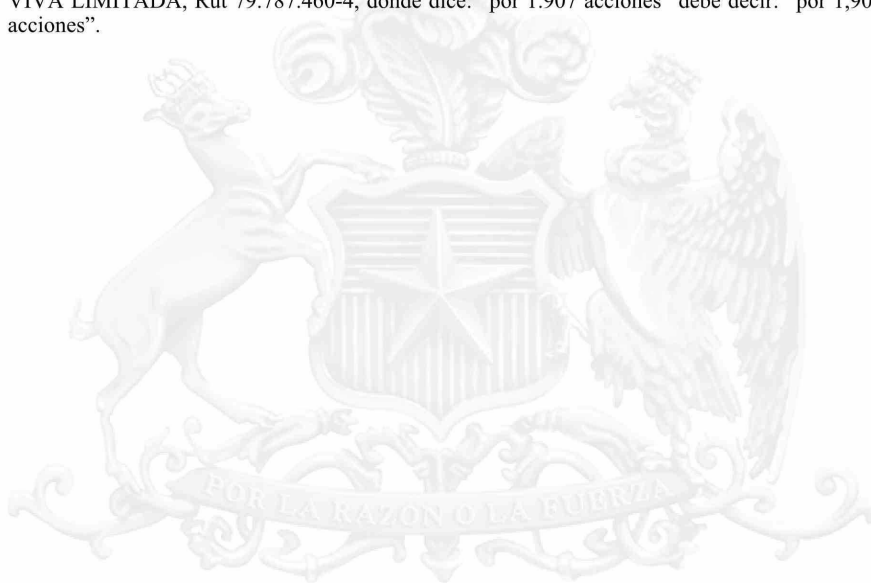 VIVA LIMITADA, Rut 79.787.460-4, donde dice: “por 1.907 acciones” debe decir: “por 1,90
acciones”.
POR LA RAZÓN O LA FUERZA